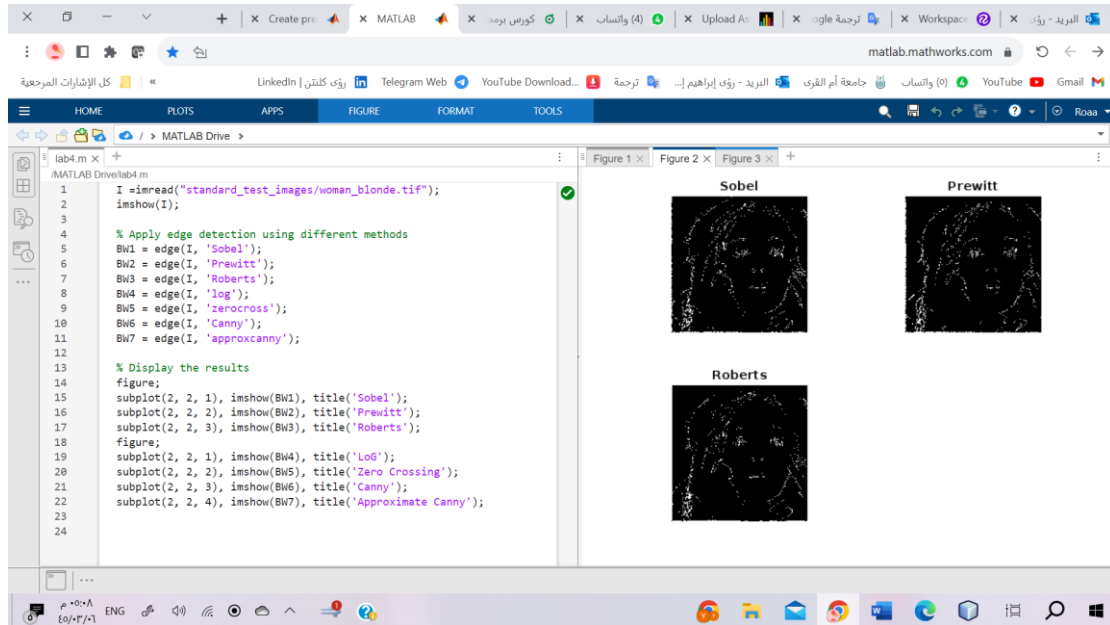 Create pre
MATLAB
كورس برمج
(4) واتساب
Upload As
ترجمة ogle
Workspace
البريد - رؤى
matlab.mathworks.com
كل الإشارات المرجعية
»
رؤى كلنتن | LinkedIn
Telegram Web
YouTube Download...
ترجمة
البريد - رؤى إبراهيم إ...
جامعة أم القرى
(٥) واتساب
YouTube
Gmail
HOME PLOTS APPS FIGURE FORMAT TOOLS
Roaa
/ > MATLAB Drive >
lab4.m × +
/MATLAB Drive/lab4.m
1 I =imread("standard_test_images/woman_blonde.tif");
2 imshow(I);
3
4 % Apply edge detection using different methods
5 BW1 = edge(I, 'Sobel');
6 BW2 = edge(I, 'Prewitt');
7 BW3 = edge(I, 'Roberts');
8 BW4 = edge(I, 'log');
9 BW5 = edge(I, 'zerocross');
10 BW6 = edge(I, 'Canny');
11 BW7 = edge(I, 'approxcanny');
12
13 % Display the results
14 figure;
15 subplot(2, 2, 1), imshow(BW1), title('Sobel');
16 subplot(2, 2, 2), imshow(BW2), title('Prewitt');
17 subplot(2, 2, 3), imshow(BW3), title('Roberts');
18 figure;
19 subplot(2, 2, 1), imshow(BW4), title('LoG');
20 subplot(2, 2, 2), imshow(BW5), title('Zero Crossing');
21 subplot(2, 2, 3), imshow(BW6), title('Canny');
22 subplot(2, 2, 4), imshow(BW7), title('Approximate Canny');
23
24
Figure 1 × Figure 2 × Figure 3 × +
Sobel
Prewitt
Roberts
٠٥:٠٨ م
ENG
٤٥/٠٣/٠٦